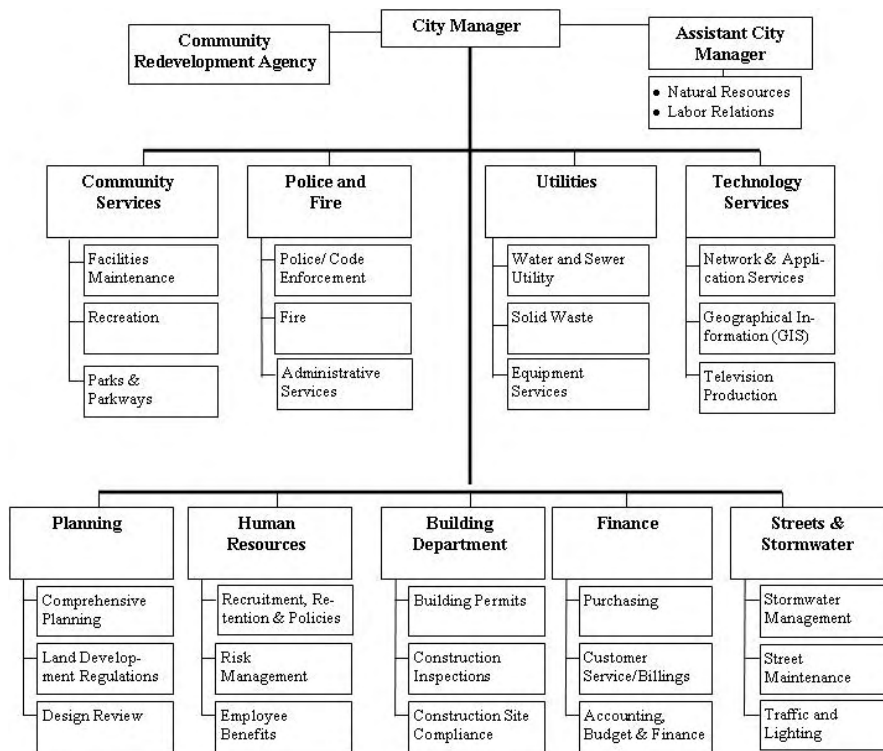 City Manager
Community
Redevelopment Agency
Assistant City
Manager
● Natural Resources
● Labor Relations
Community
Services
Police and
Fire
Utilities
Technology
Services
Facilities
Maintenance
Police/ Code
Enforcement
Water and Sewer
Utility
Network & Appli-
cation Services
Recreation
Fire
Solid Waste
Geographical In-
formation (GIS)
Parks &
Parkways
Administrative
Services
Equipment
Services
Television
Production
Planning
Human
Resources
Building
Department
Finance
Streets &
Stormwater
Comprehensive
Planning
Recruitment, Re-
tention & Policies
Building Permits
Purchasing
Stormwater
Management
Land Develop-
ment Regulations
Risk
Management
Construction
Inspections
Customer
Service/Billings
Street
Maintenance
Design Review
Employee
Benefits
Construction Site
Compliance
Accounting,
Budget & Finance
Traffic and
Lighting